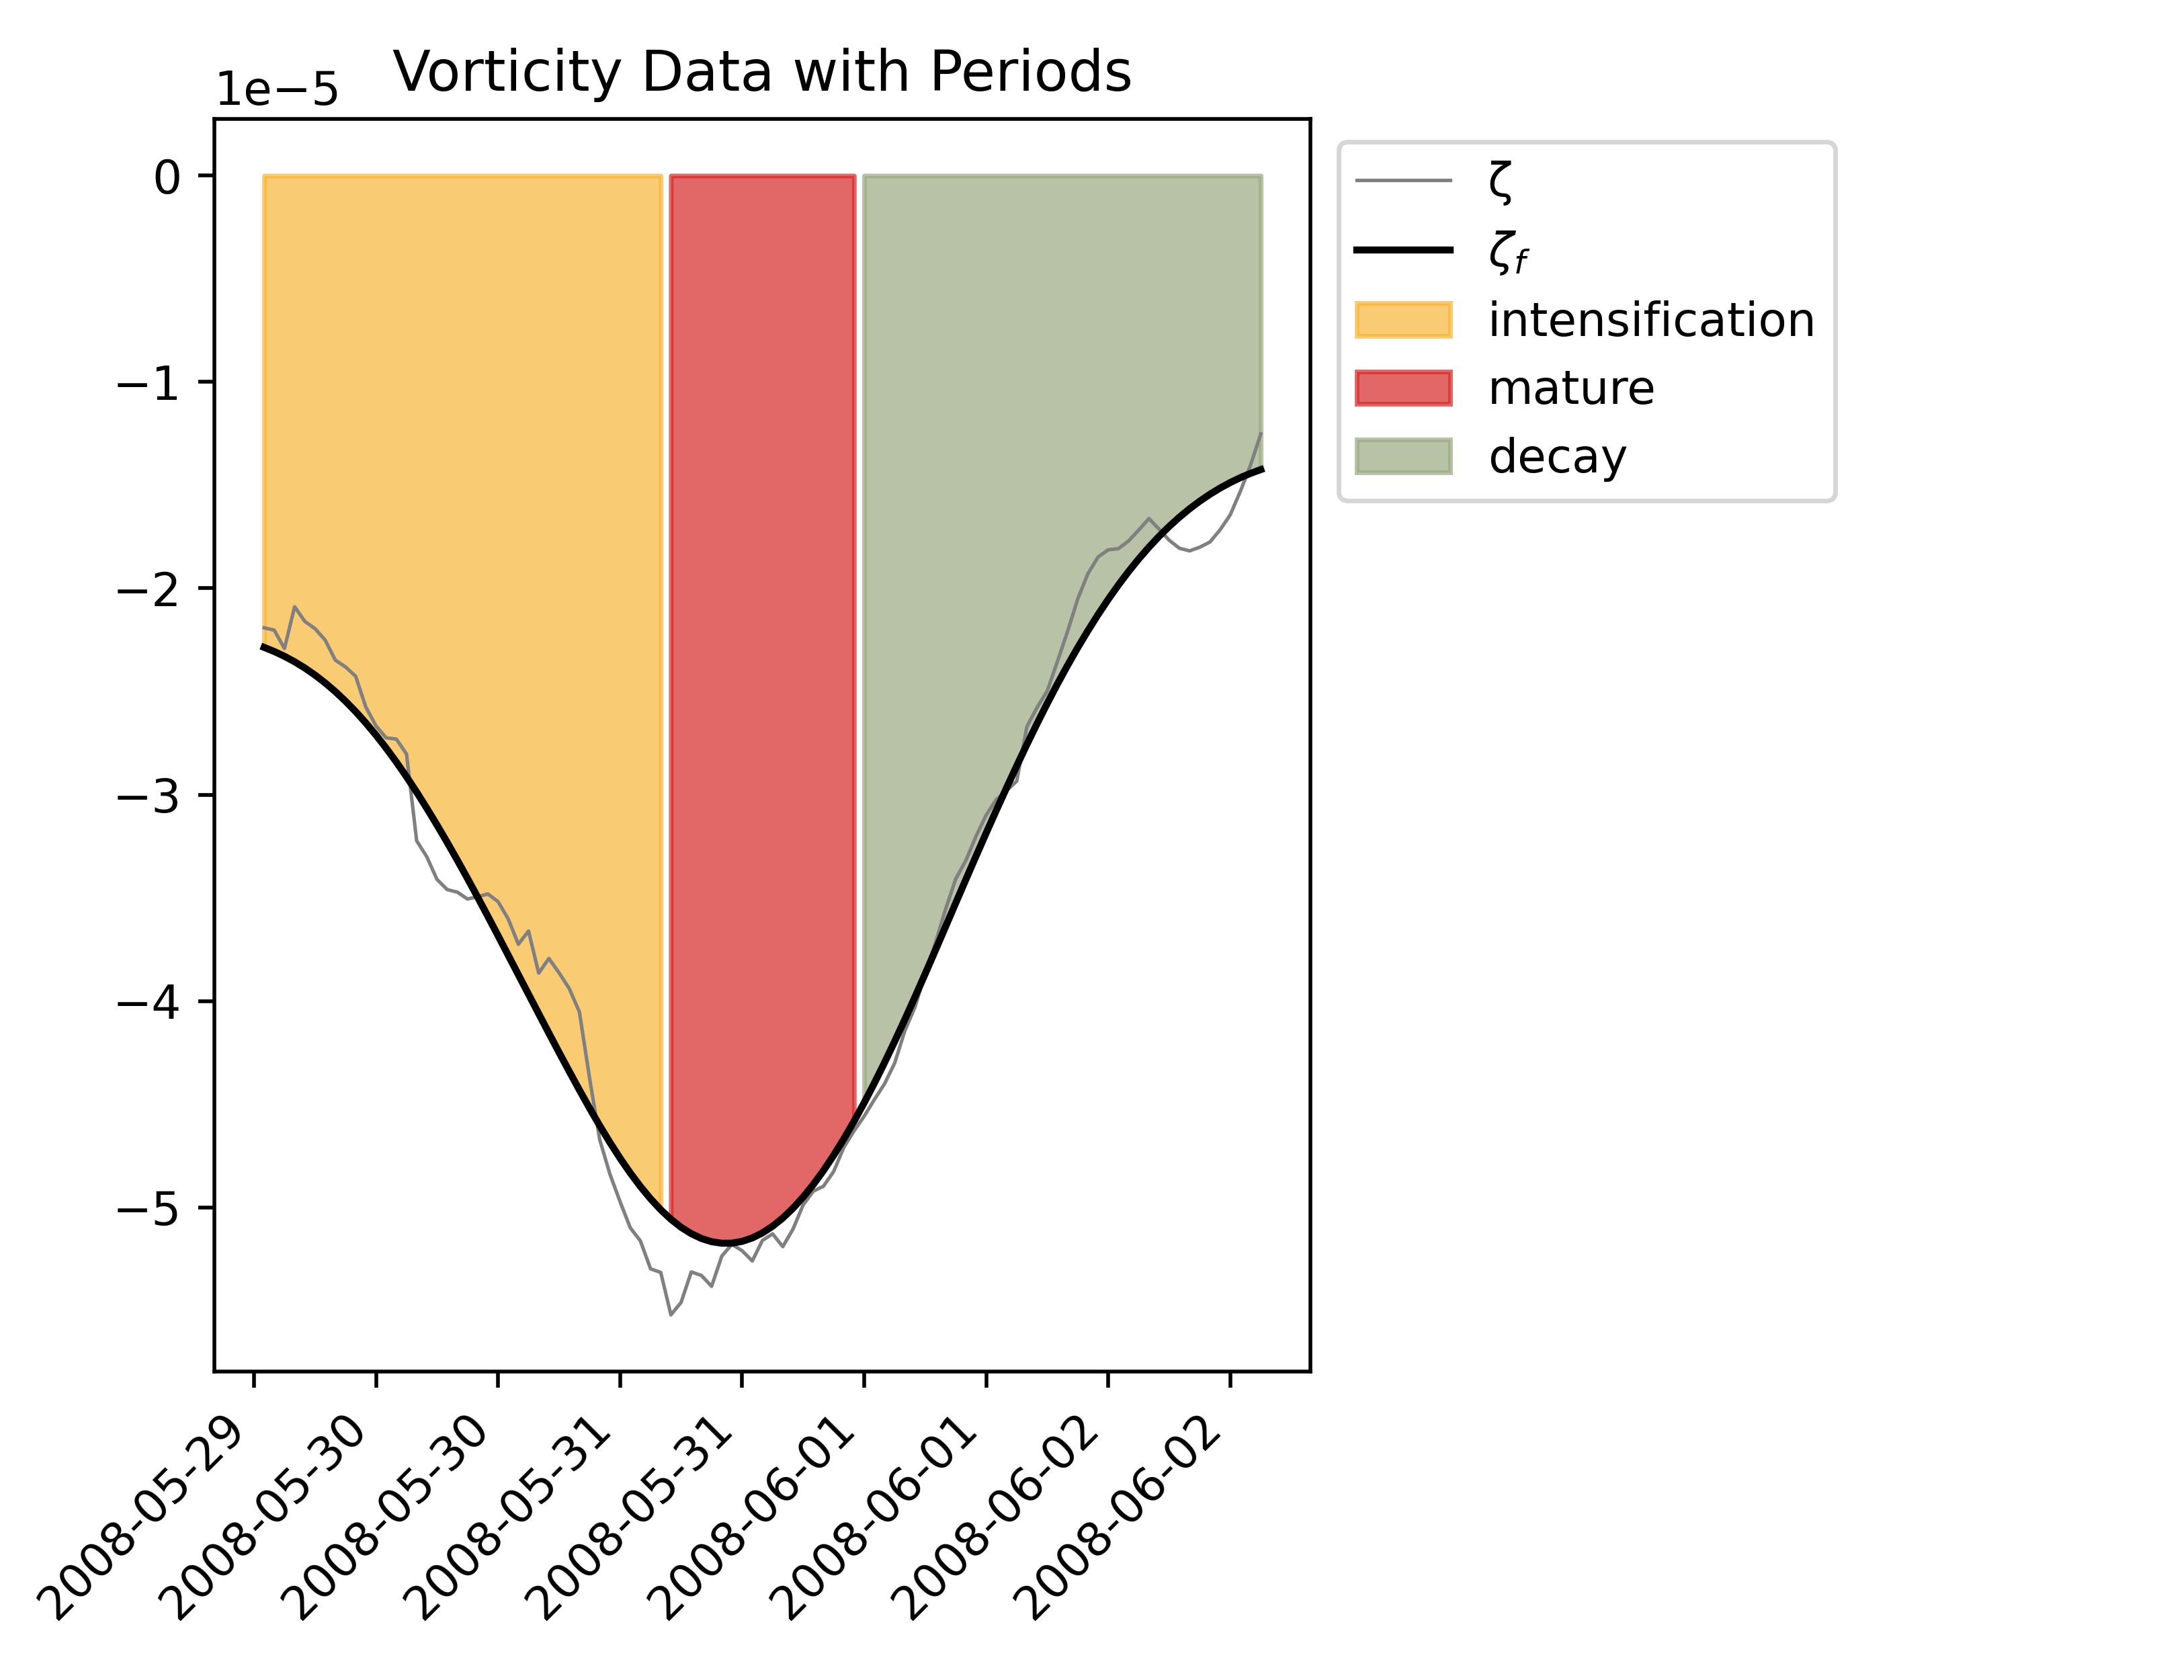 Vorticity Data with Periods
1e−5
0
−1
−2
−3
−4
−5
2008-05-29
2008-05-30
2008-05-30
2008-05-31
2008-05-31
2008-06-01
2008-06-01
2008-06-02
2008-06-02
ζ
ζf
intensification
mature
decay